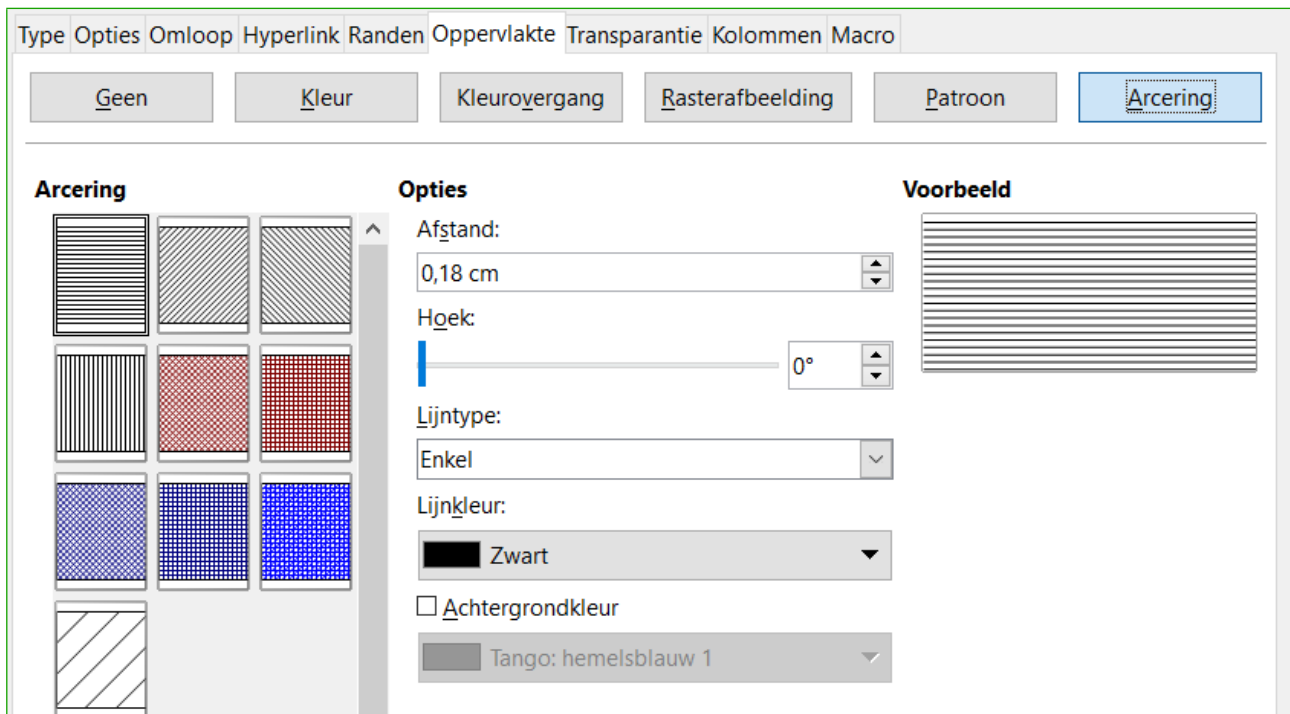 Type Opties Omloop Hyperlink Randen Oppervlakte Transparantie Kolommen Macro
Geen Kleur Kleurovergang Rasterafbeelding Patroon Arcering
Arcering
Opties
Afstand:
0,18 cm
Hoek:
0°
Lijntype:
Enkel
Lijnkleur:
Zwart
Achtergrondkleur
Tango: hemelsblauw 1
Voorbeeld